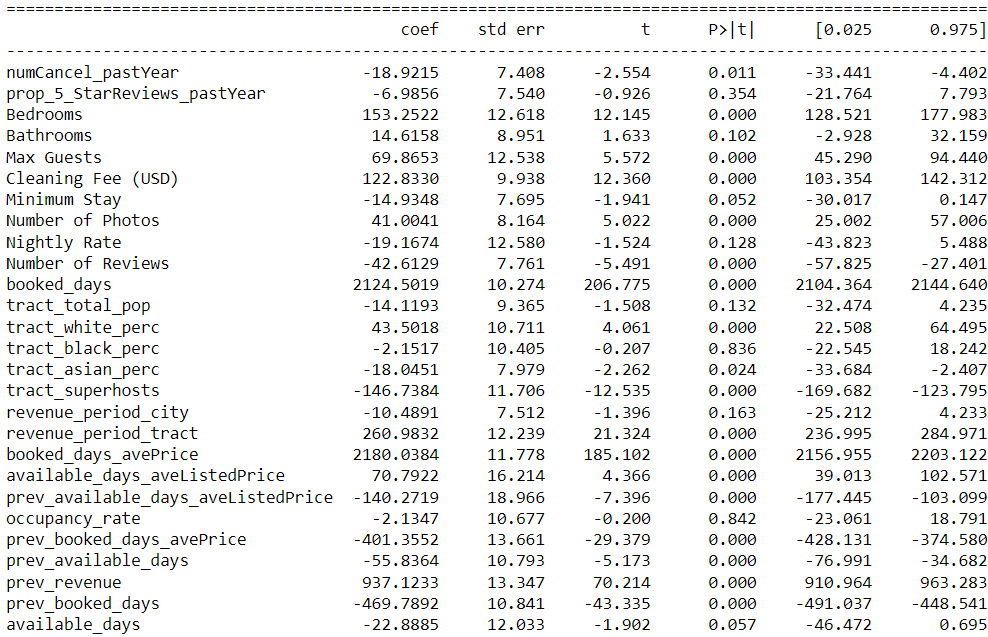 ==========================================================================================
coef std err t P>|t| [0.025 0.975]
------------------------------------------------------------------------------------------
numCancel_pastYear -18.9215 7.408 -2.554 0.011 -33.441 -4.402
prop_5_StarReviews_pastYear -6.9856 7.540 -0.926 0.354 -21.764 7.793
Bedrooms 153.2522 12.618 12.145 0.000 128.521 177.983
Bathrooms 14.6158 8.951 1.633 0.102 -2.928 32.159
Max Guests 69.8653 12.538 5.572 0.000 45.290 94.440
Cleaning Fee (USD) 122.8330 9.938 12.360 0.000 103.354 142.312
Minimum Stay -14.9348 7.695 -1.941 0.052 -30.017 0.147
Number of Photos 41.0041 8.164 5.022 0.000 25.002 57.006
Nightly Rate -19.1674 12.580 -1.524 0.128 -43.823 5.488
Number of Reviews -42.6129 7.761 -5.491 0.000 -57.825 -27.401
booked_days 2124.5019 10.274 206.775 0.000 2104.364 2144.640
tract_total_pop -14.1193 9.365 -1.508 0.132 -32.474 4.235
tract_white_perc 43.5018 10.711 4.061 0.000 22.508 64.495
tract_black_perc -2.1517 10.405 -0.207 0.836 -22.545 18.242
tract_asian_perc -18.0451 7.979 -2.262 0.024 -33.684 -2.407
tract_superhosts -146.7384 11.706 -12.535 0.000 -169.682 -123.795
revenue_period_city -10.4891 7.512 -1.396 0.163 -25.212 4.233
revenue_period_tract 260.9832 12.239 21.324 0.000 236.995 284.971
booked_days_avePrice 2180.0384 11.778 185.102 0.000 2156.955 2203.122
available_days_aveListedPrice 70.7922 16.214 4.366 0.000 39.013 102.571
prev_available_days_aveListedPrice -140.2719 18.966 -7.396 0.000 -177.445 -103.099
occupancy_rate -2.1347 10.677 -0.200 0.842 -23.061 18.791
prev_booked_days_avePrice -401.3552 13.661 -29.379 0.000 -428.131 -374.580
prev_available_days -55.8364 10.793 -5.173 0.000 -76.991 -34.682
prev_revenue 937.1233 13.347 70.214 0.000 910.964 963.283
prev_booked_days -469.7892 10.841 -43.335 0.000 -491.037 -448.541
available_days -22.8885 12.033 -1.902 0.057 -46.472 0.695